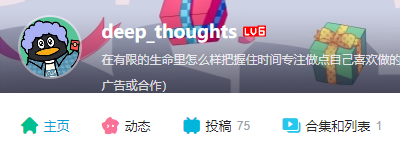 deep_thoughts LV6
在有限的生命里怎么样把握住时间专注做点自己喜欢做的
广告或合作）
主页 动态 投稿 75 合集和列表 1